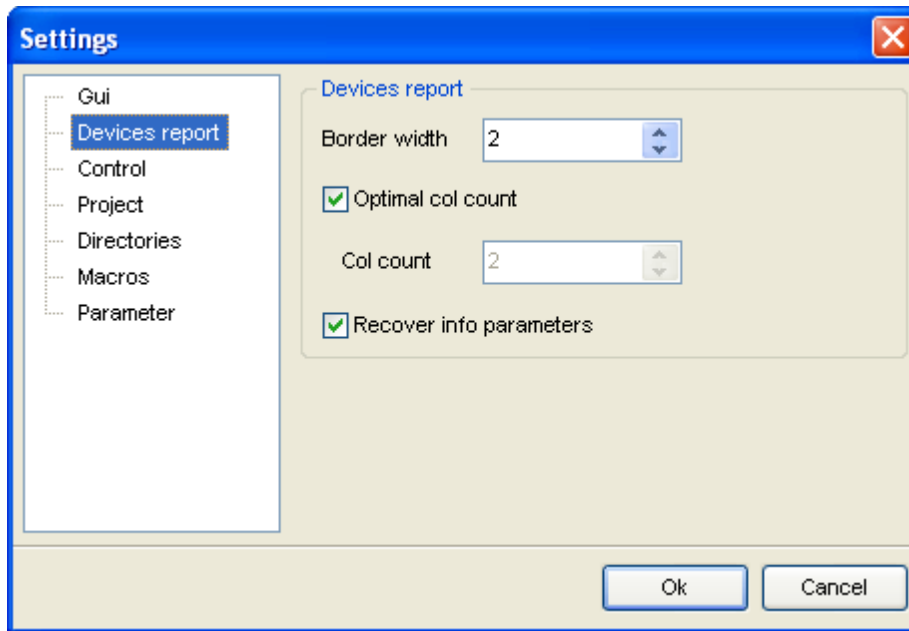 Settings
Gui
Devices report
Control
Project
Directories
Macros
Parameter
Devices report
Border width 2
Optimal col count
Col count 2
Recover info parameters
Ok Cancel